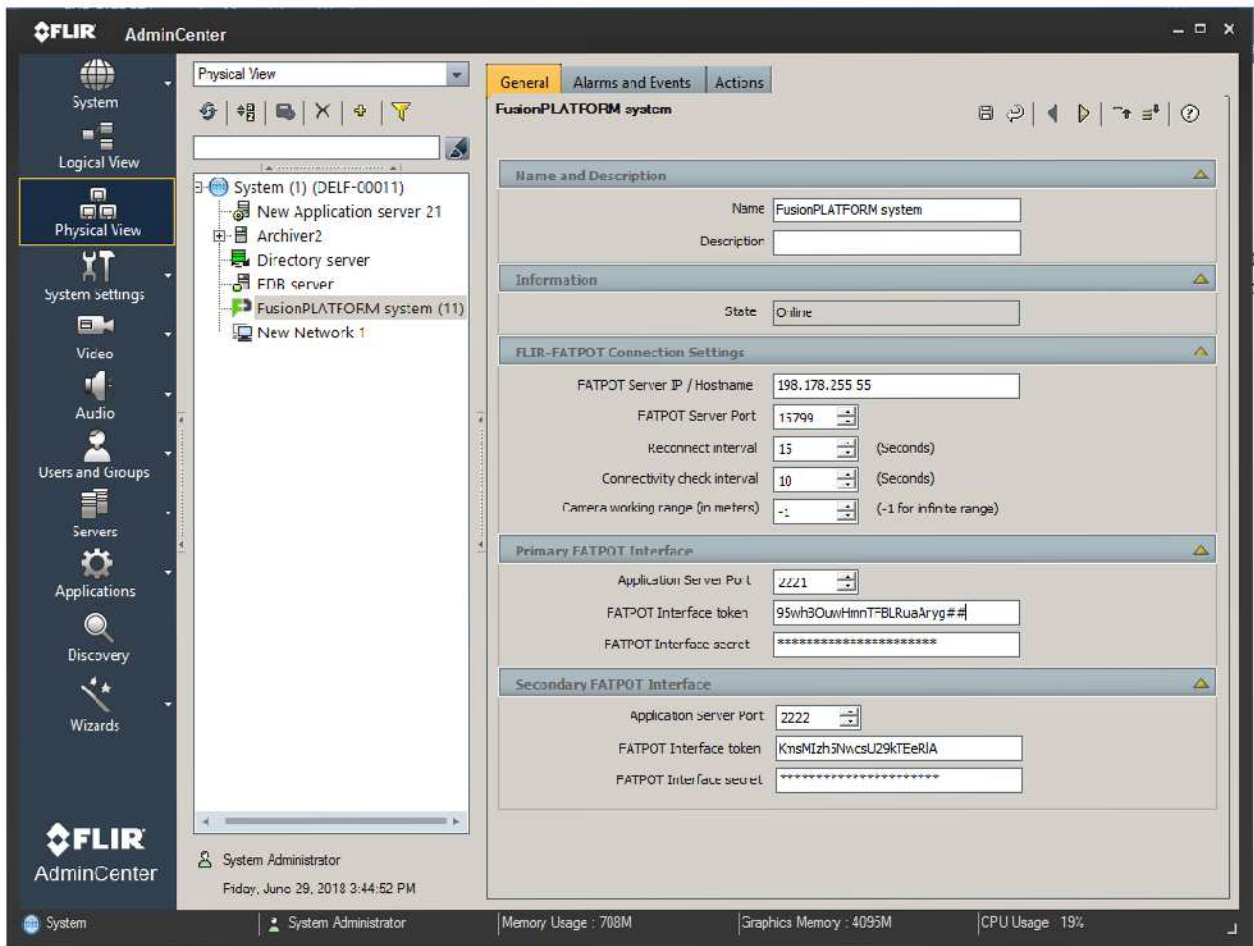 FLIR AdminCenter
System
Logical View
Physical View
System Settings
Video
Audio
Users and Groups
Servers
Applications
Discovery
Wizards
FLIR
AdminCenter
Physical View
System (1) (DELF-00011)
New Application server 21
Archiver2
Directory server
EDB server
FusionPLATFORM system (11)
New Network 1
System Administrator
Friday, June 29, 2018 3:44:52 PM
General Alarms and Events Actions
FusionPLATFORM system
Name and Description
Name FusionPLATFORM system
Description
Information
State Online
FLIR-FATPOT Connection Settings
FATPOT Server IP / Hostname 198.178.255 55
FATPOT Server Port 15799
Reconnect interval 15 (Seconds)
Connectivity check interval 10 (Seconds)
Camera working range (in meters) -1 (-1 for infinite range)
Primary FATPOT Interface
Application Server Port 2221
FATPOT Interface token
FATPOT Interface secret **********************
Secondary FATPOT Interface
Application Server Port 2222
FATPOT Interface token
FATPOT Interface secret **********************
System System Administrator Memory Usage : 708M Graphics Memory : 4095M CPU Usage 19%